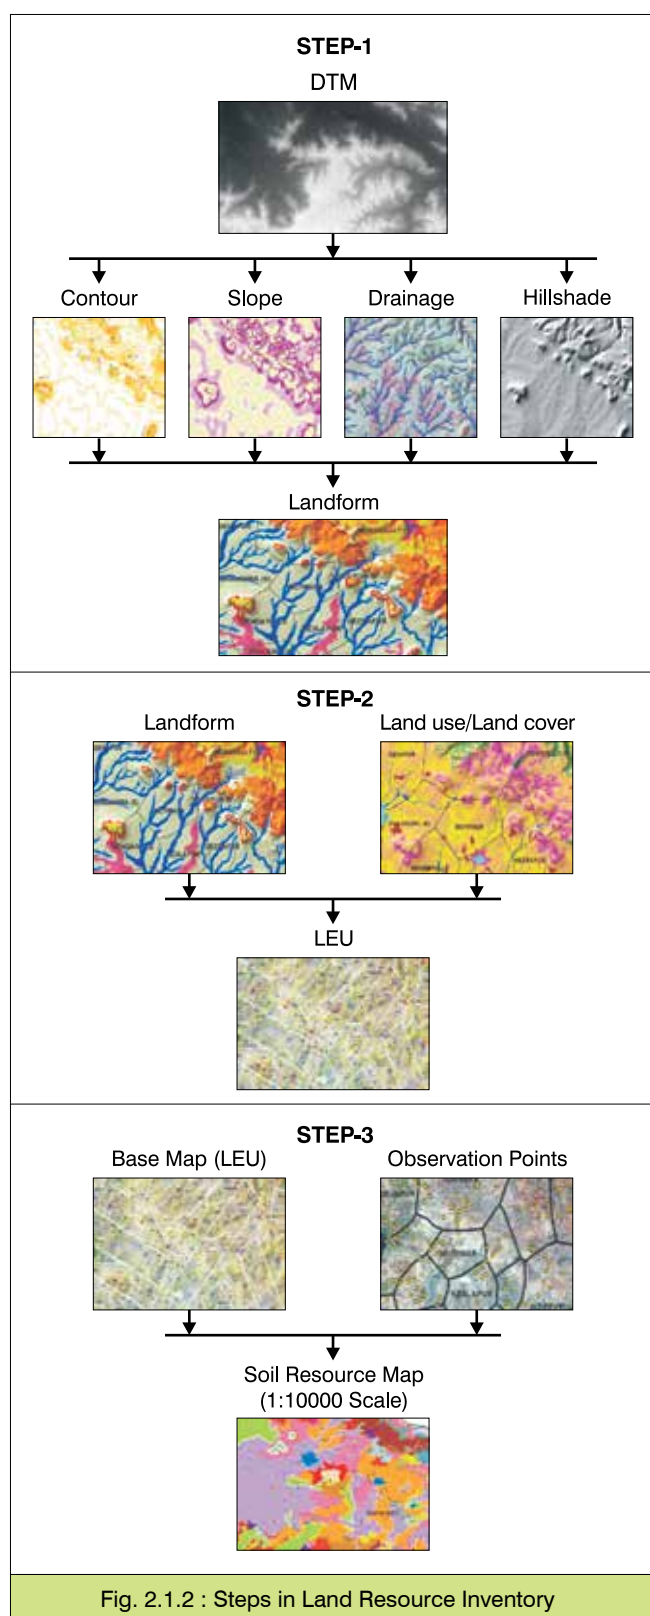 STEP-1
DTM
Contour Slope Drainage Hillshade
Landform
STEP-2
Landform Land use/Land cover
LEU
STEP-3
Base Map (LEU) Observation Points
Soil Resource Map
(1:10000 Scale)
Fig. 2.1.2 : Steps in Land Resource Inventory